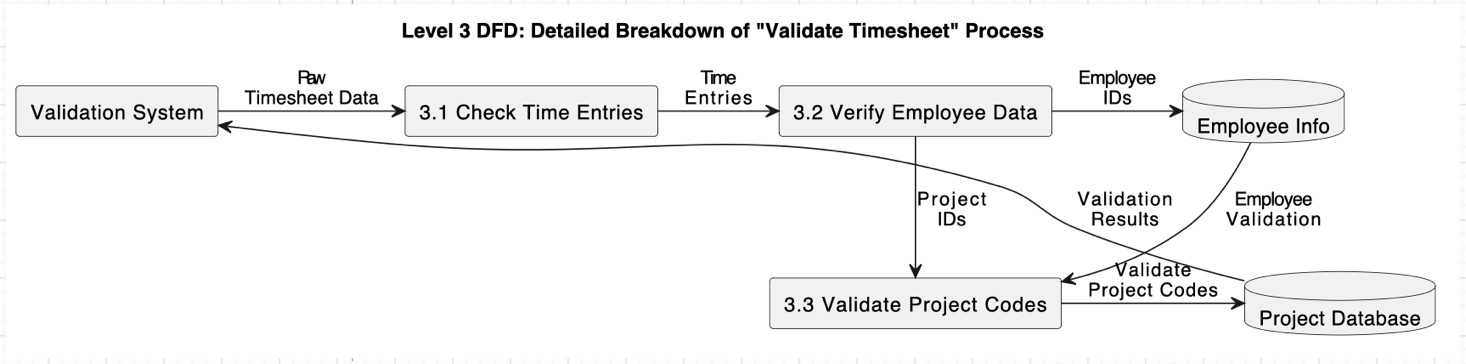 Level 3 DFD: Detailed Breakdown of "Validate Timesheet" Process
Raw
Timesheet Data
Time
Entries
Employee
IDs
Validation System
3.1 Check Time Entries
3.2 Verify Employee Data
Employee Info
Project
IDs
Validation
Results
Employee
Validation
Validate
Project Codes
3.3 Validate Project Codes
Project Database